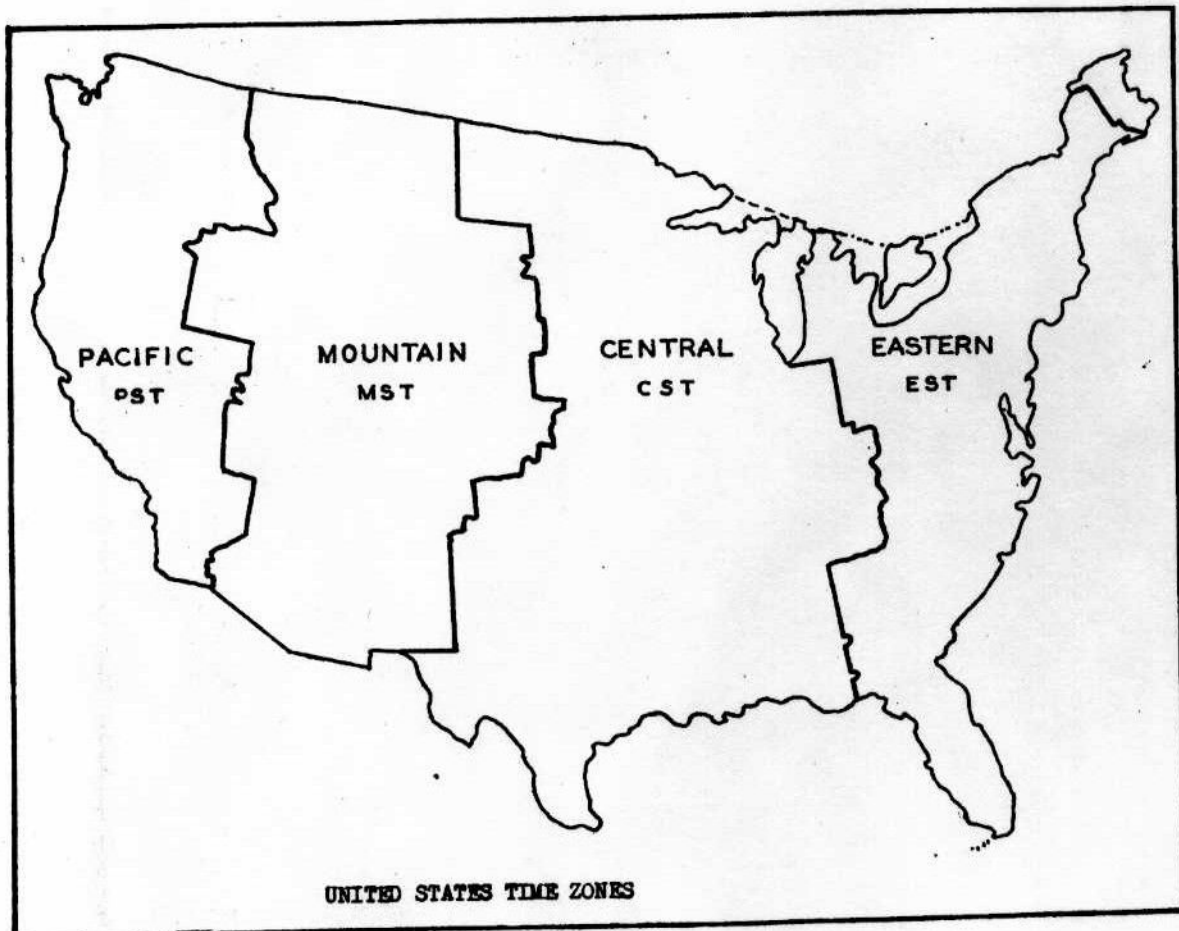 PACIFIC
PST
MOUNTAIN
MST
CENTRAL
CST
EASTERN
EST
UNITED STATES TIME ZONES